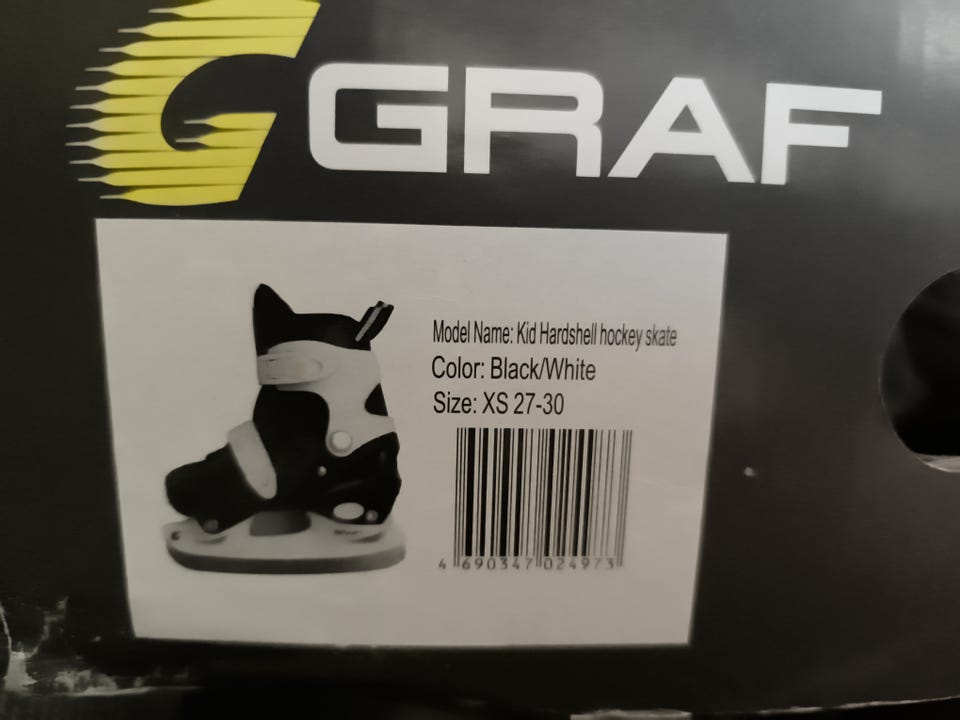 GRAF
Model Name: Kid Hardshell hockey skate
Color: Black/White
Size: XS 27-30
4 690347 024973